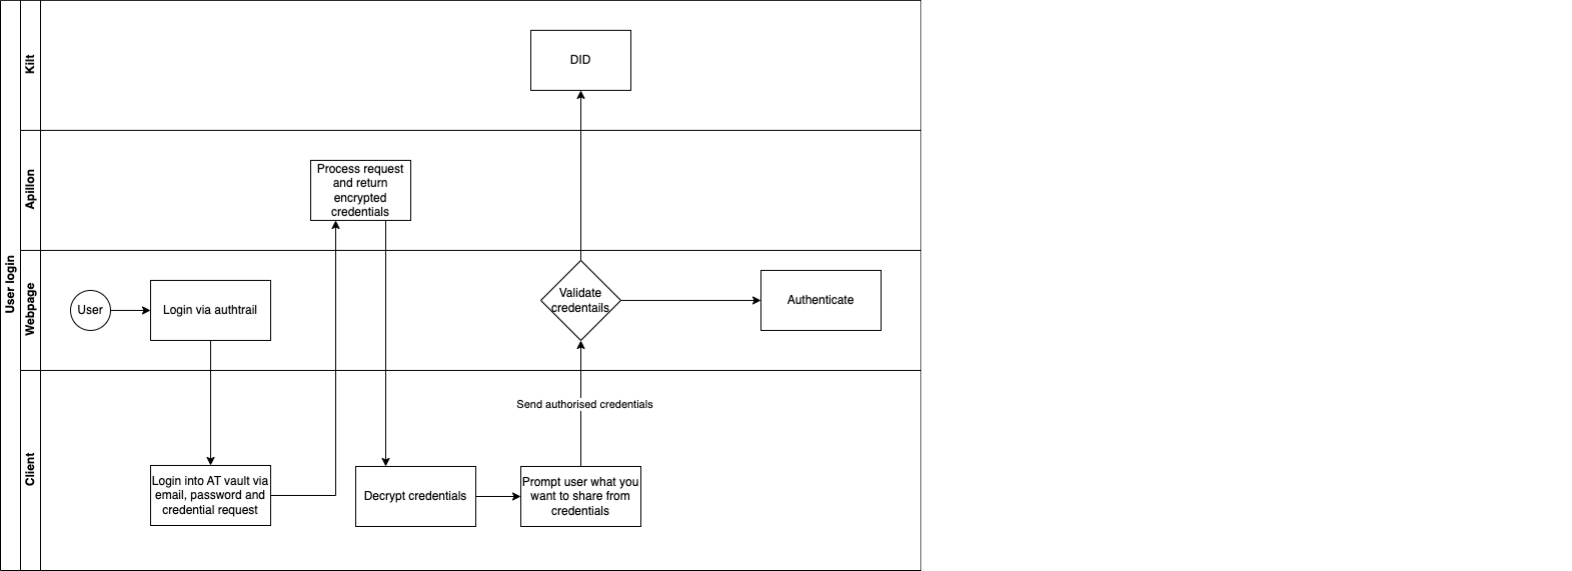 User login
Kilt
DID
Apillon
Process request
and return
encrypted
credentials
Webpage
User
Login via authtrail
Validate
credentails
Authenticate
Client
Send authorised credentials
Login into AT vault via
email, password and
credential request
Decrypt credentials
Prompt user what you
want to share from
credentials